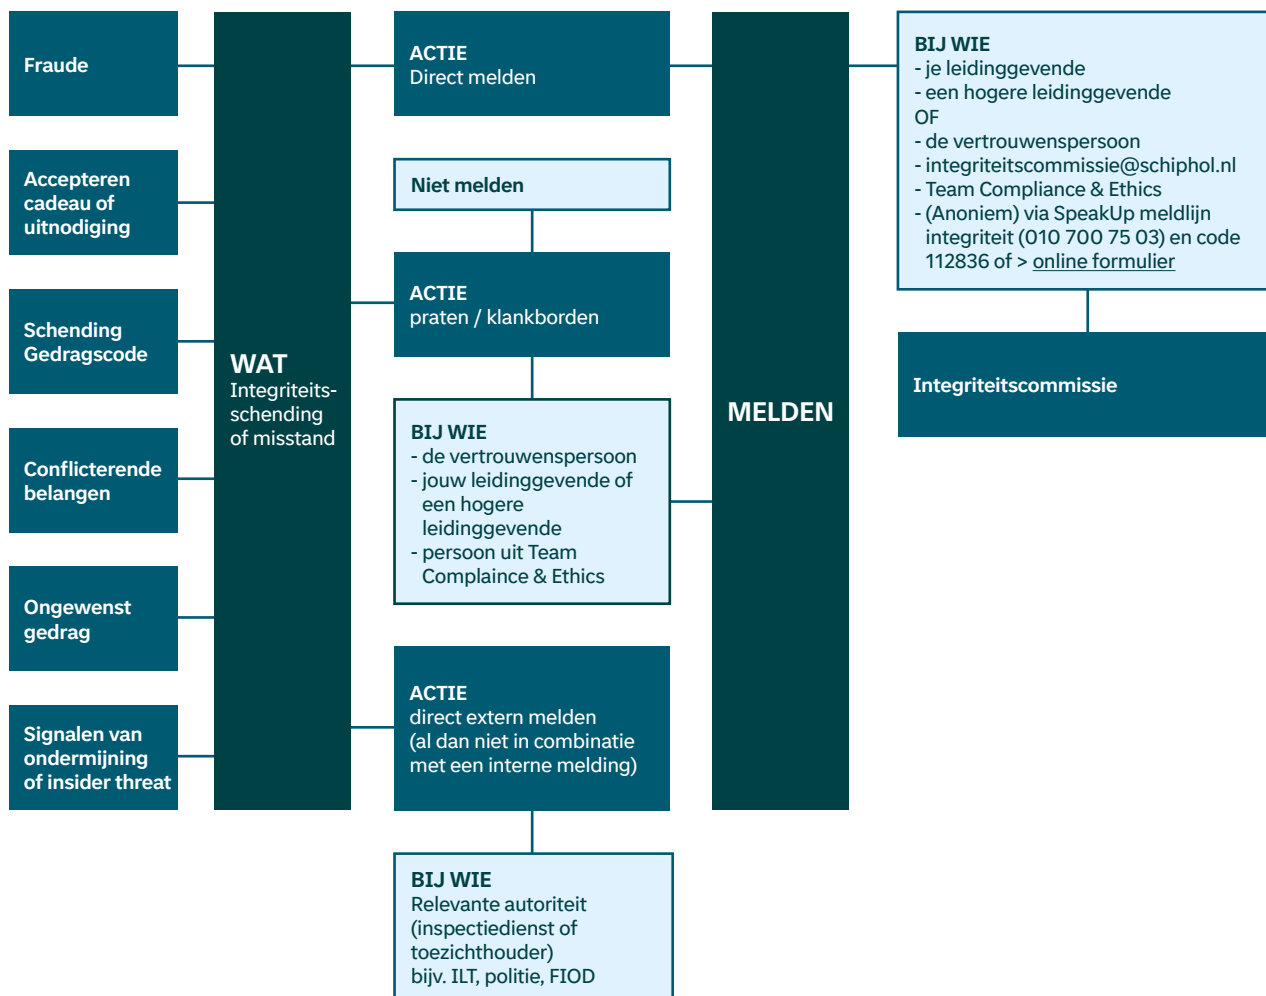 Fraude
Accepteren
cadeau of
uitnodiging
Schending
Gedragscode
Conflicterende
belangen
Ongewenst
gedrag
Signalen van
ondermijning
of insider threat
WAT
Integriteits-
schending
of misstand
ACTIE
Direct melden
Niet melden
ACTIE
praten / klankborden
BIJ WIE
- de vertrouwenspersoon
- jouw leidinggevende of
een hogere
leidinggevende
- persoon uit Team
Complaince & Ethics
ACTIE
direct extern melden
(al dan niet in combinatie
met een interne melding)
BIJ WIE
Relevante autoriteit
(inspectiedienst of
toezichthouder)
bijv. ILT, politie, FIOD
MELDEN
BIJ WIE
- je leidinggevende
- een hogere leidinggevende
OF
- de vertrouwenspersoon
- integriteitscommissie@schiphol.nl
- Team Compliance & Ethics
- (Anoniem) via SpeakUp meldlijn
integriteit (010 700 75 03) en code
112836 of > online formulier
Integriteitscommissie